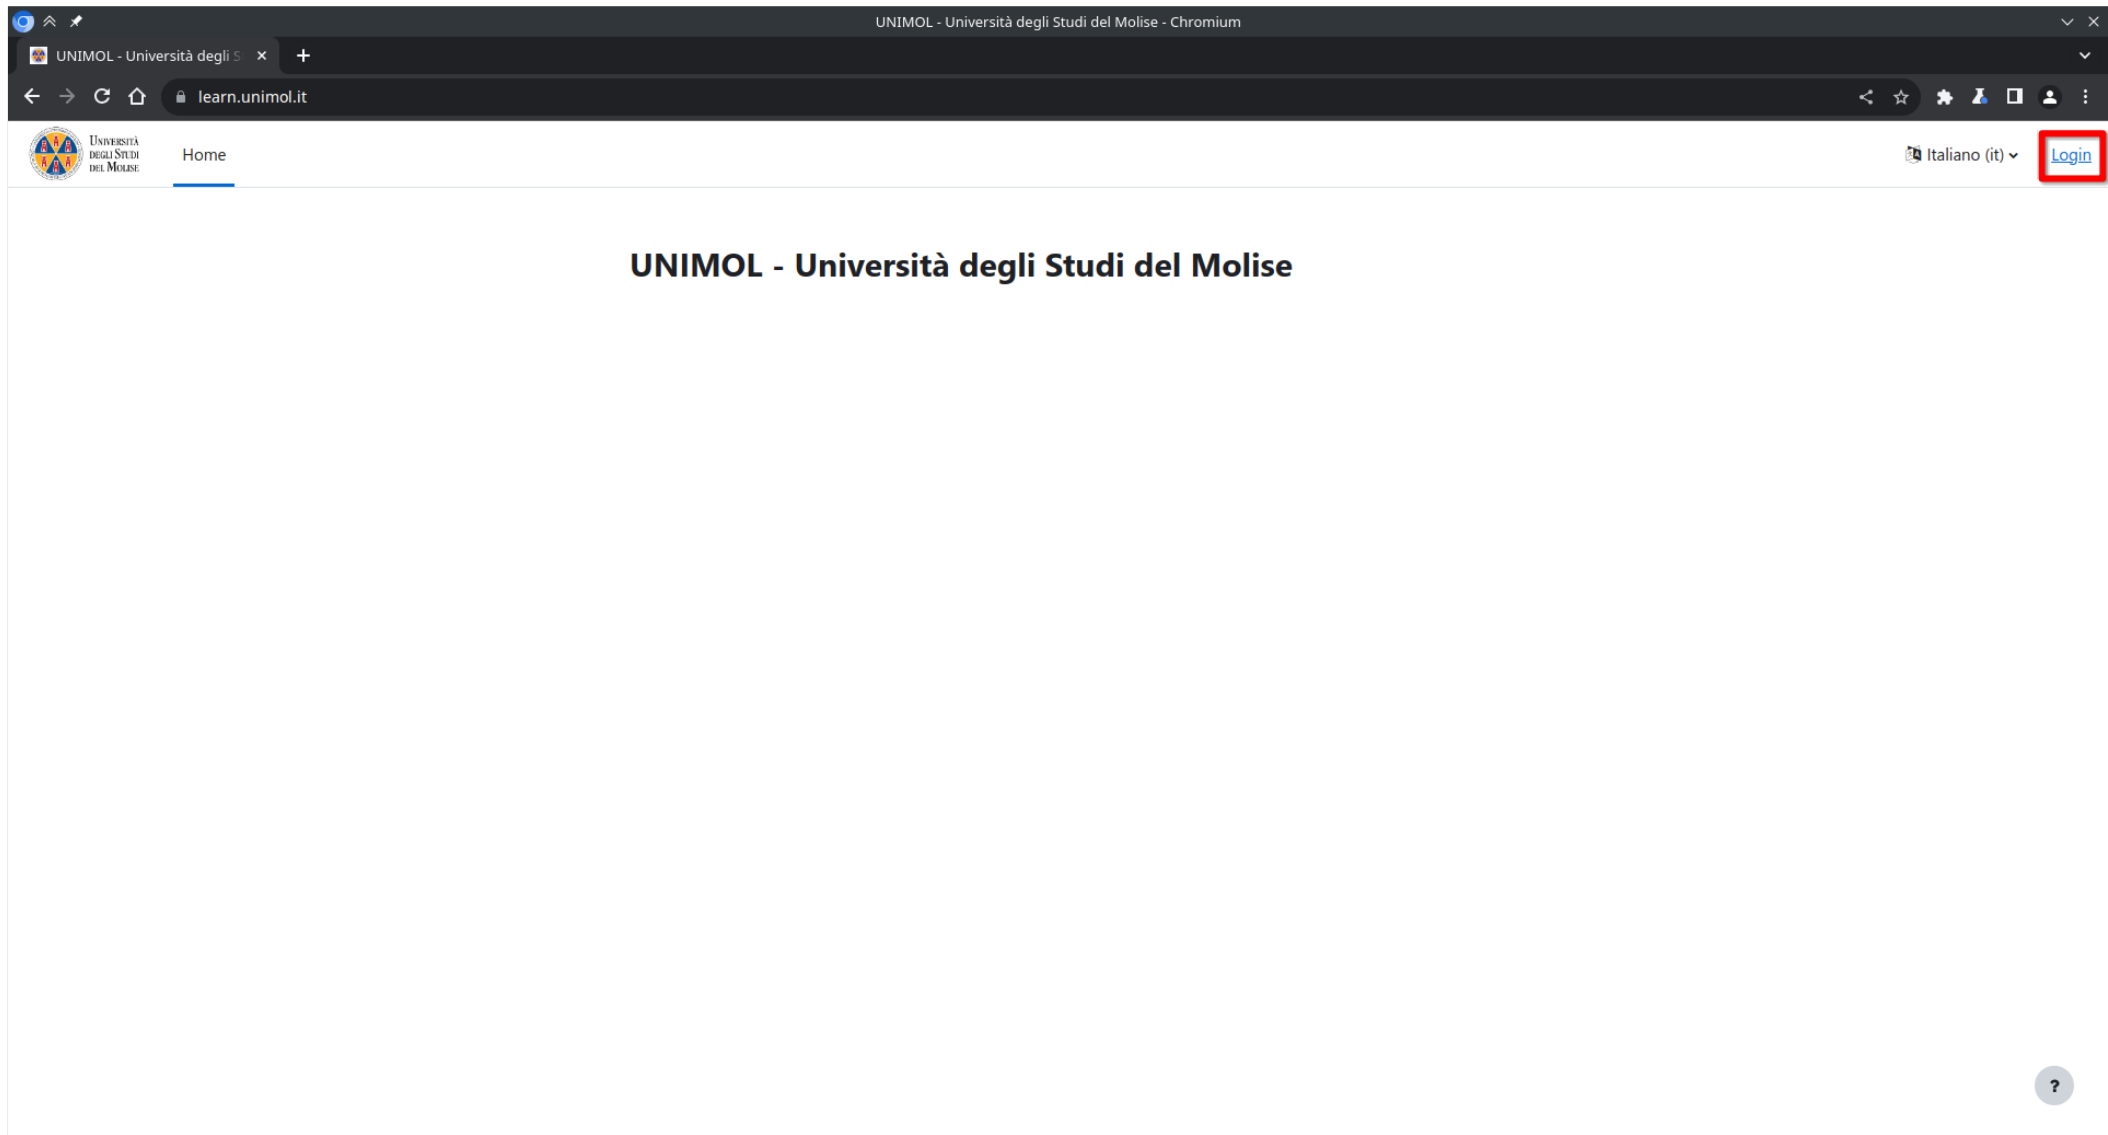 UNIMOL - Università degli Studi del Molise - Chromium
UNIMOL - Università degli S
learn.unimol.it
Università
degli Studi
del Molise
Home
Italiano (it)
Login
UNIMOL - Università degli Studi del Molise
?